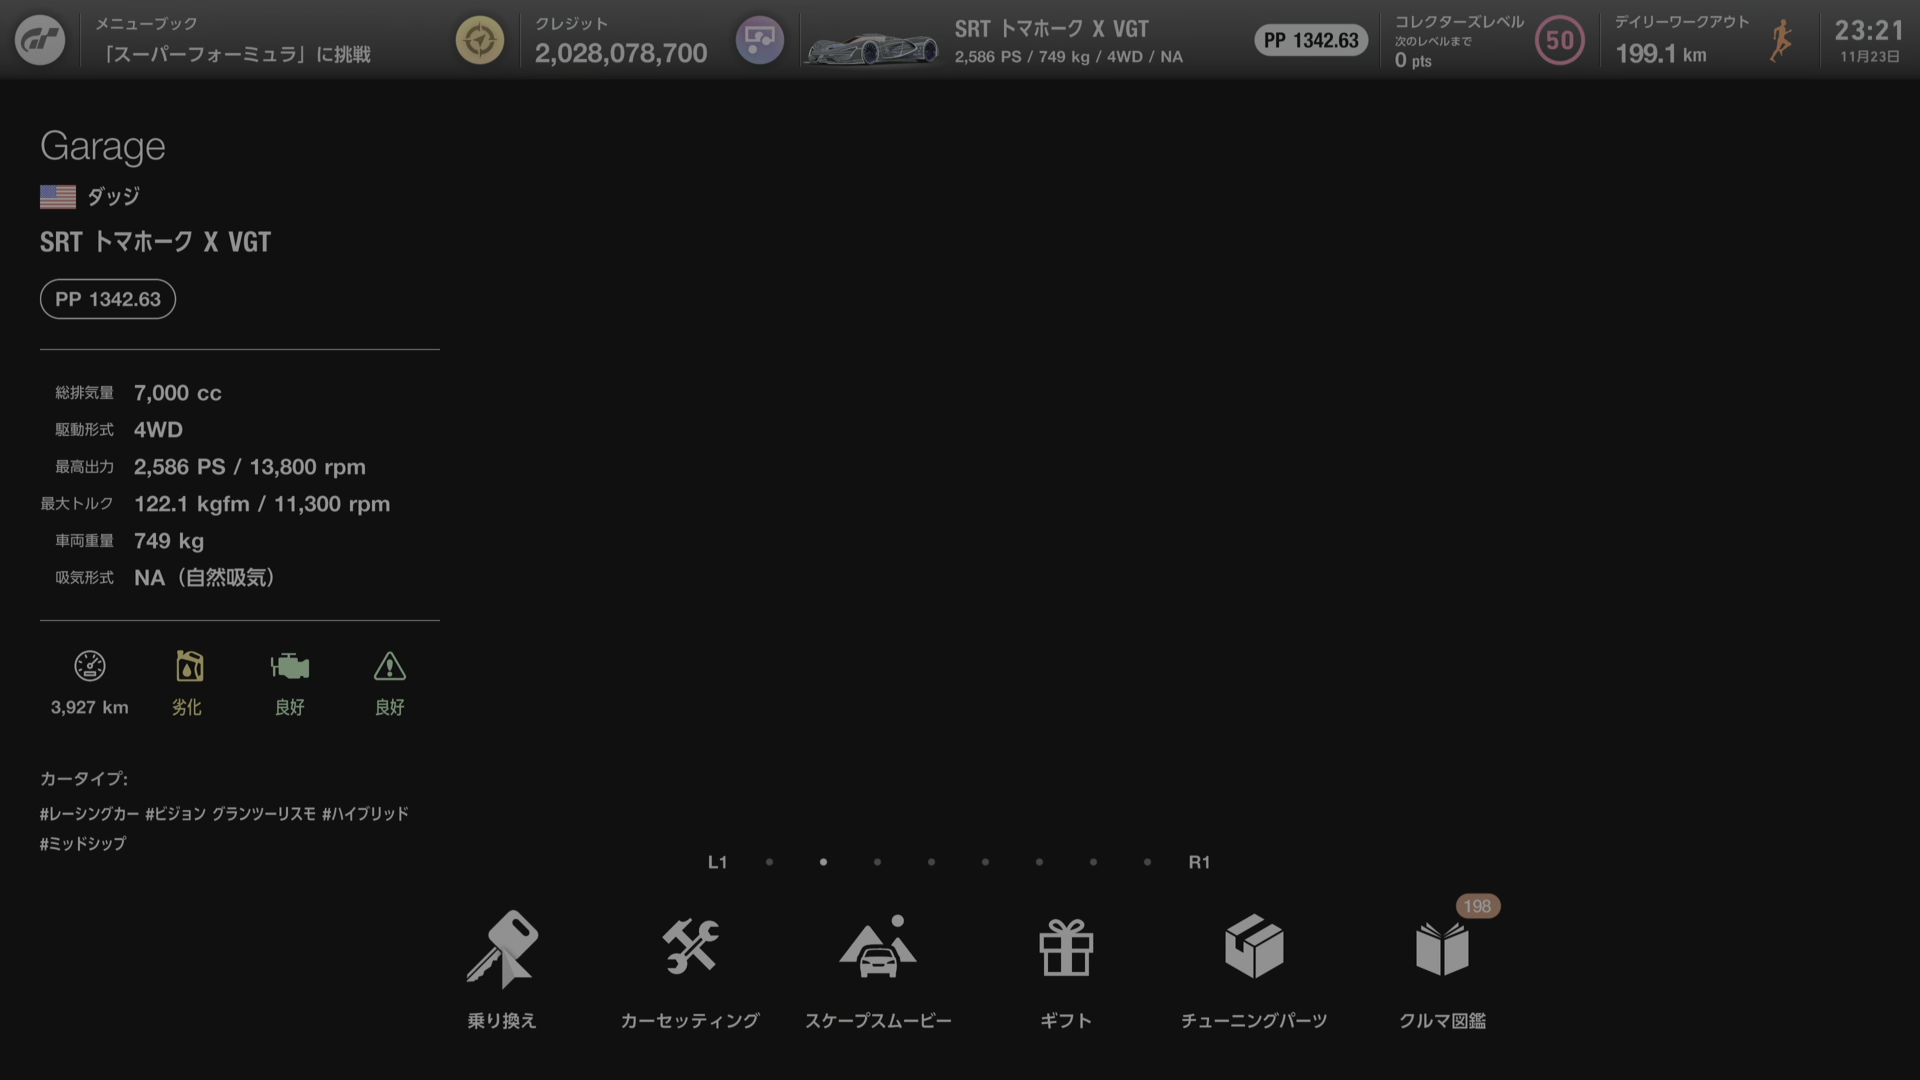 メニューブック
「スーパーフォーミュラ」に挑戦
クレジット
2,028,078,700
SRT トマホーク X VGT
2,586 PS / 749 kg / 4WD / NA
PP 1342.63
コレクターズレベル
次のレベルまで
0 pts
50
デイリーワークアウト
199.1 km
23:21
11月23日
Garage
ダッジ
SRT トマホーク X VGT
PP 1342.63
総排気量 7,000 cc
駆動形式 4WD
最高出力 2,586 PS / 13,800 rpm
最大トルク 122.1 kgfm / 11,300 rpm
車両重量 749 kg
吸気形式 NA（自然吸気）
3,927 km 劣化 良好 良好
カータイプ:
#レーシングカー #ビジョン グランツーリスモ #ハイブリッド
#ミッドシップ
L1 R1
198
乗り換え カーセッティング スケープスムービー ギフト チューニングパーツ クルマ図鑑